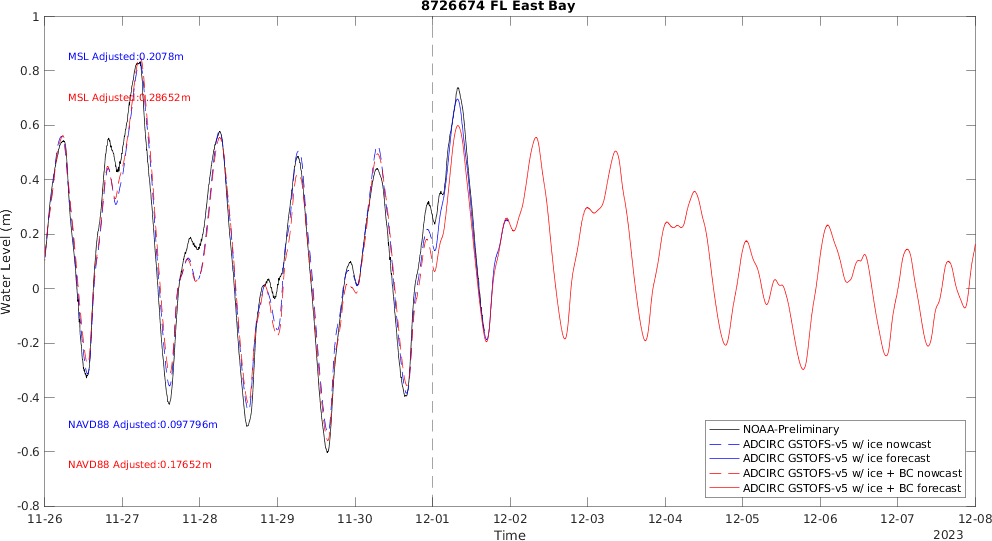 8726674 FL East Bay
1
0.8
0.6
0.4
0.2
0
-0.2
-0.4
-0.6
-0.8
Water Level (m)
MSL Adjusted:0.2078m
MSL Adjusted:0.28652m
NAVD88 Adjusted:0.097796m
NAVD88 Adjusted:0.17652m
NOAA-Preliminary
ADCIRC GSTOFS-v5 w/ ice nowcast
ADCIRC GSTOFS-v5 w/ ice forecast
ADCIRC GSTOFS-v5 w/ ice + BC nowcast
ADCIRC GSTOFS-v5 w/ ice + BC forecast
11-26 11-27 11-28 11-29 11-30 12-01 12-02 12-03 12-04 12-05 12-06 12-07 12-08
Time
2023